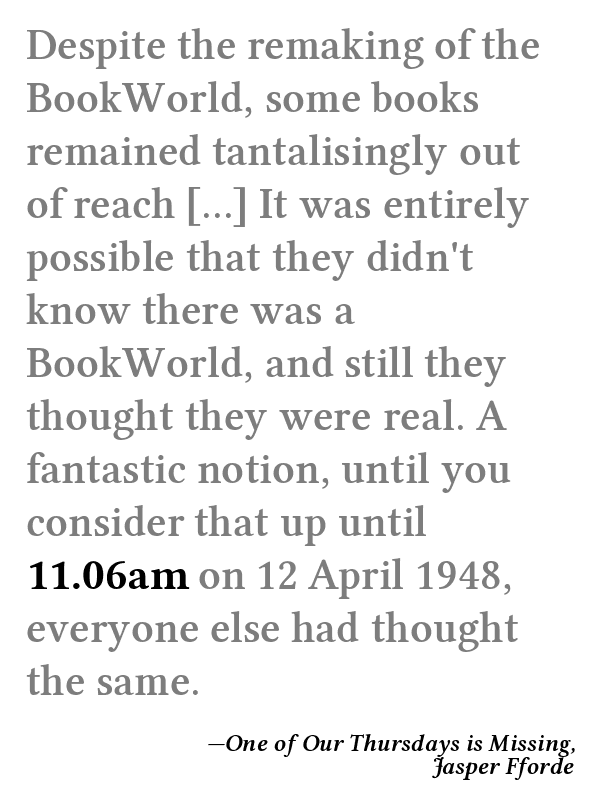 Despite the remaking of the
BookWorld, some books
remained tantalisingly out
of reach [...] It was entirely
possible that they didn't
know there was a
BookWorld, and still they
thought they were real. A
fantastic notion, until you
consider that up until
11.06am on 12 April 1948,
everyone else had thought
the same.
—One of Our Thursdays is Missing,
Jasper Fforde